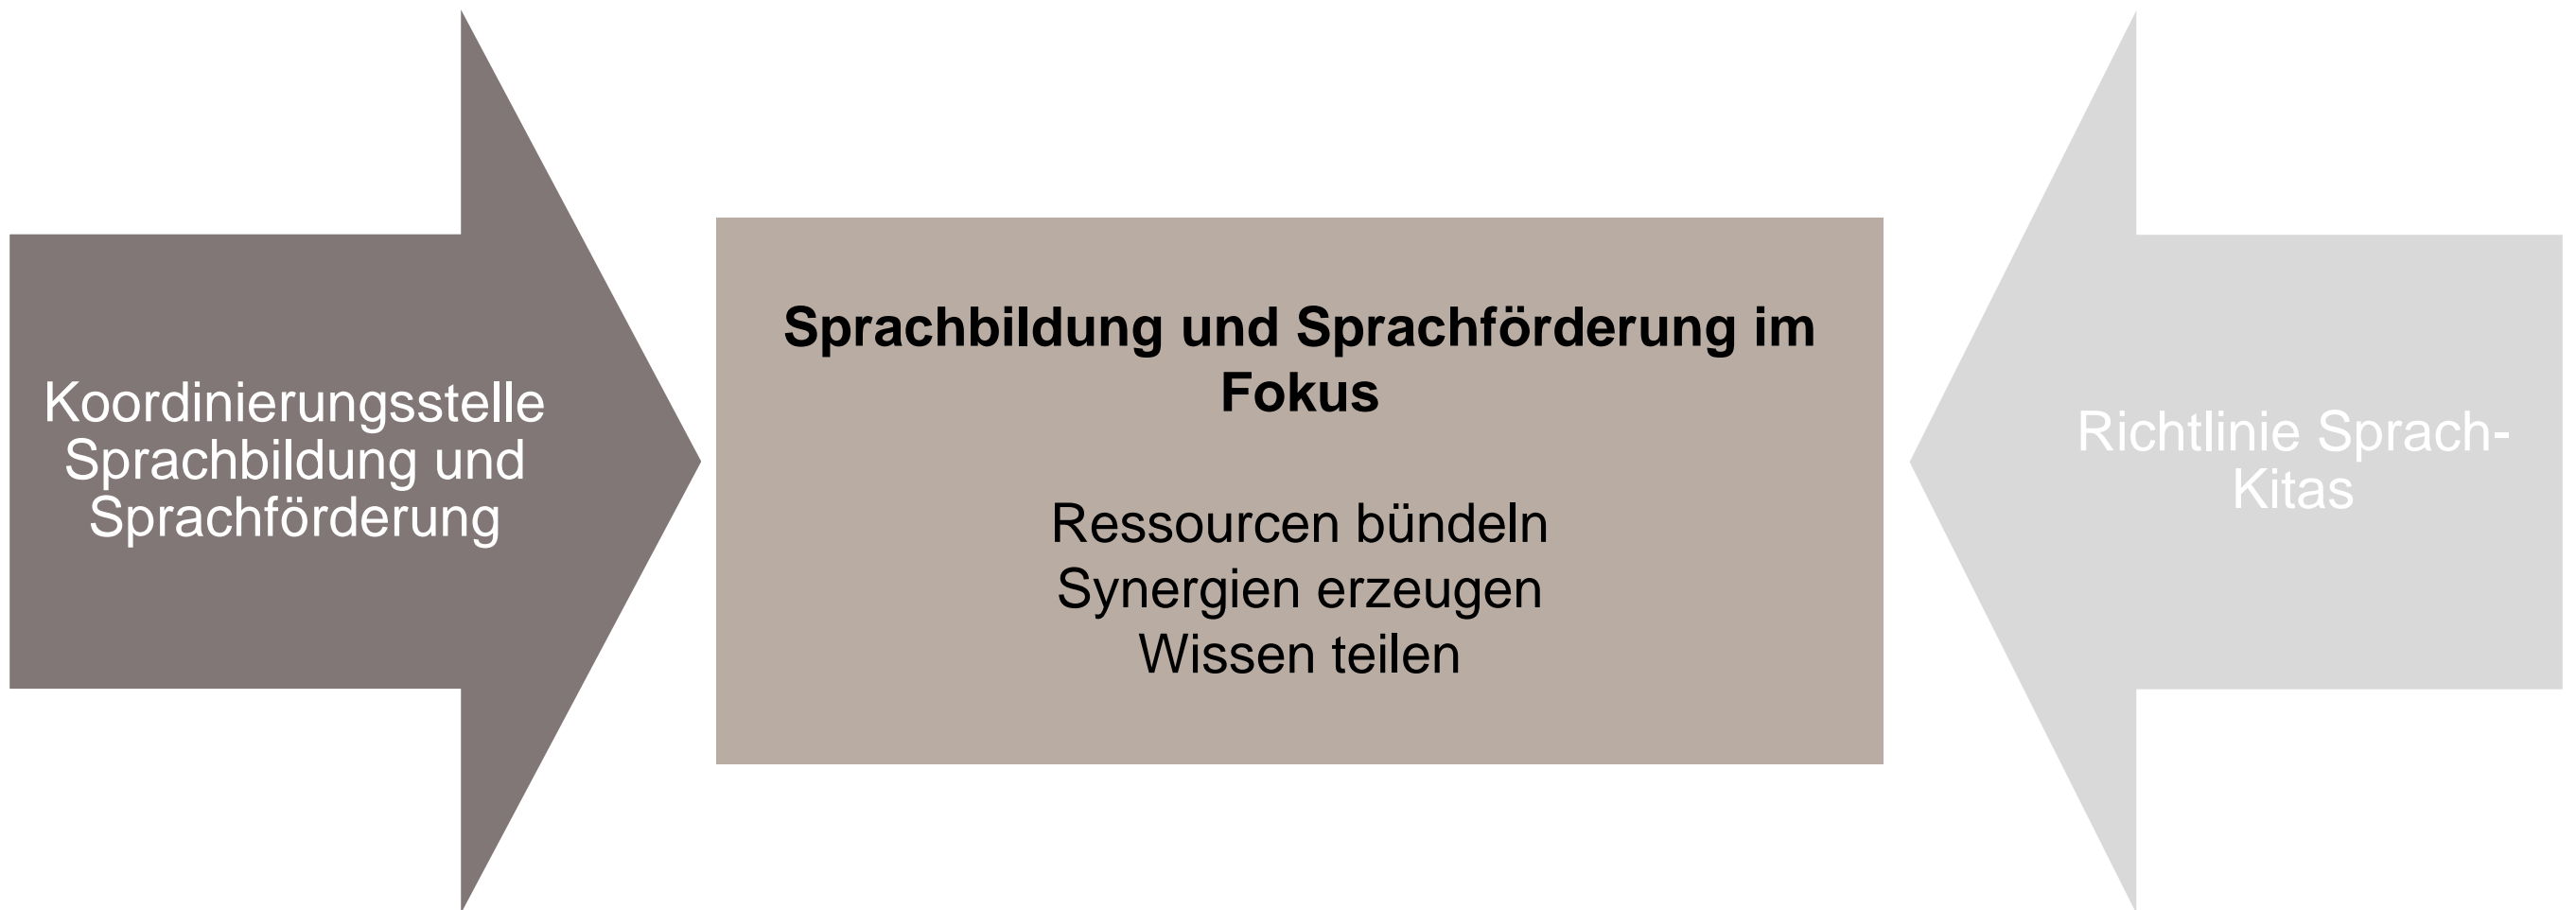 Koordinierungsstelle
Sprachbildung und
Sprachförderung
Sprachbildung und Sprachförderung im
Fokus
Ressourcen bündeln
Synergien erzeugen
Wissen teilen
Richtlinie Sprach-
Kitas